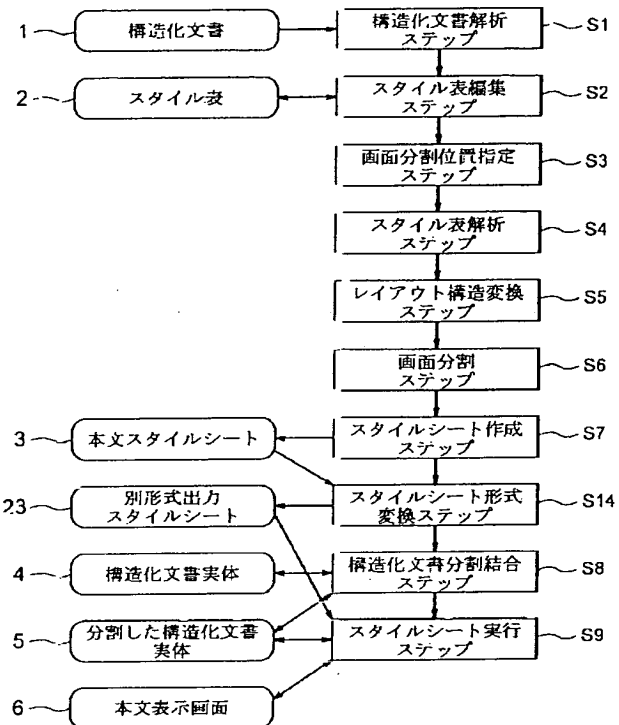 1
構造化文書
構造化文書解析
ステップ
S1
2
スタイル表
スタイル表編集
ステップ
S2
画面分割位置指定
ステップ
S3
スタイル表解析
ステップ
S4
レイアウト構造変換
ステップ
S5
画面分割
ステップ
S6
3
本文スタイルシート
スタイルシート作成
ステップ
S7
23
別形式出力
スタイルシート
スタイルシート形式
変換ステップ
S14
4
構造化文書実体
構造化文書分割結合
ステップ
S8
5
分割した構造化文書
実体
スタイルシート実行
ステップ
S9
6
本文表示画面